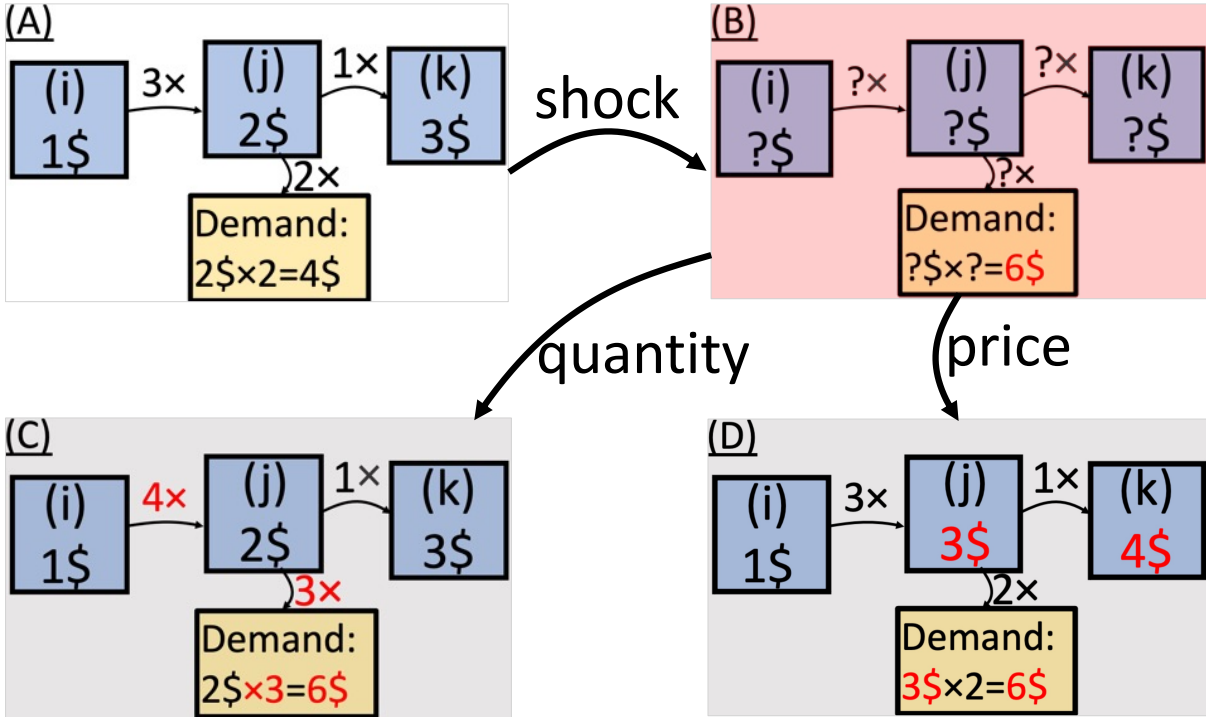 (A)
(i)
1$
3×
(j)
2$
1×
(k)
3$
2×
Demand:
2$×2=4$
shock
(B)
(i)
?$
?×
(j)
?$
?×
(k)
?$
?×
Demand:
?$×?=6$
quantity
price
(C)
(i)
1$
4×
(j)
2$
1×
(k)
3$
3×
Demand:
2$×3=6$
(D)
(i)
1$
3×
(j)
3$
1×
(k)
4$
2×
Demand:
3$×2=6$